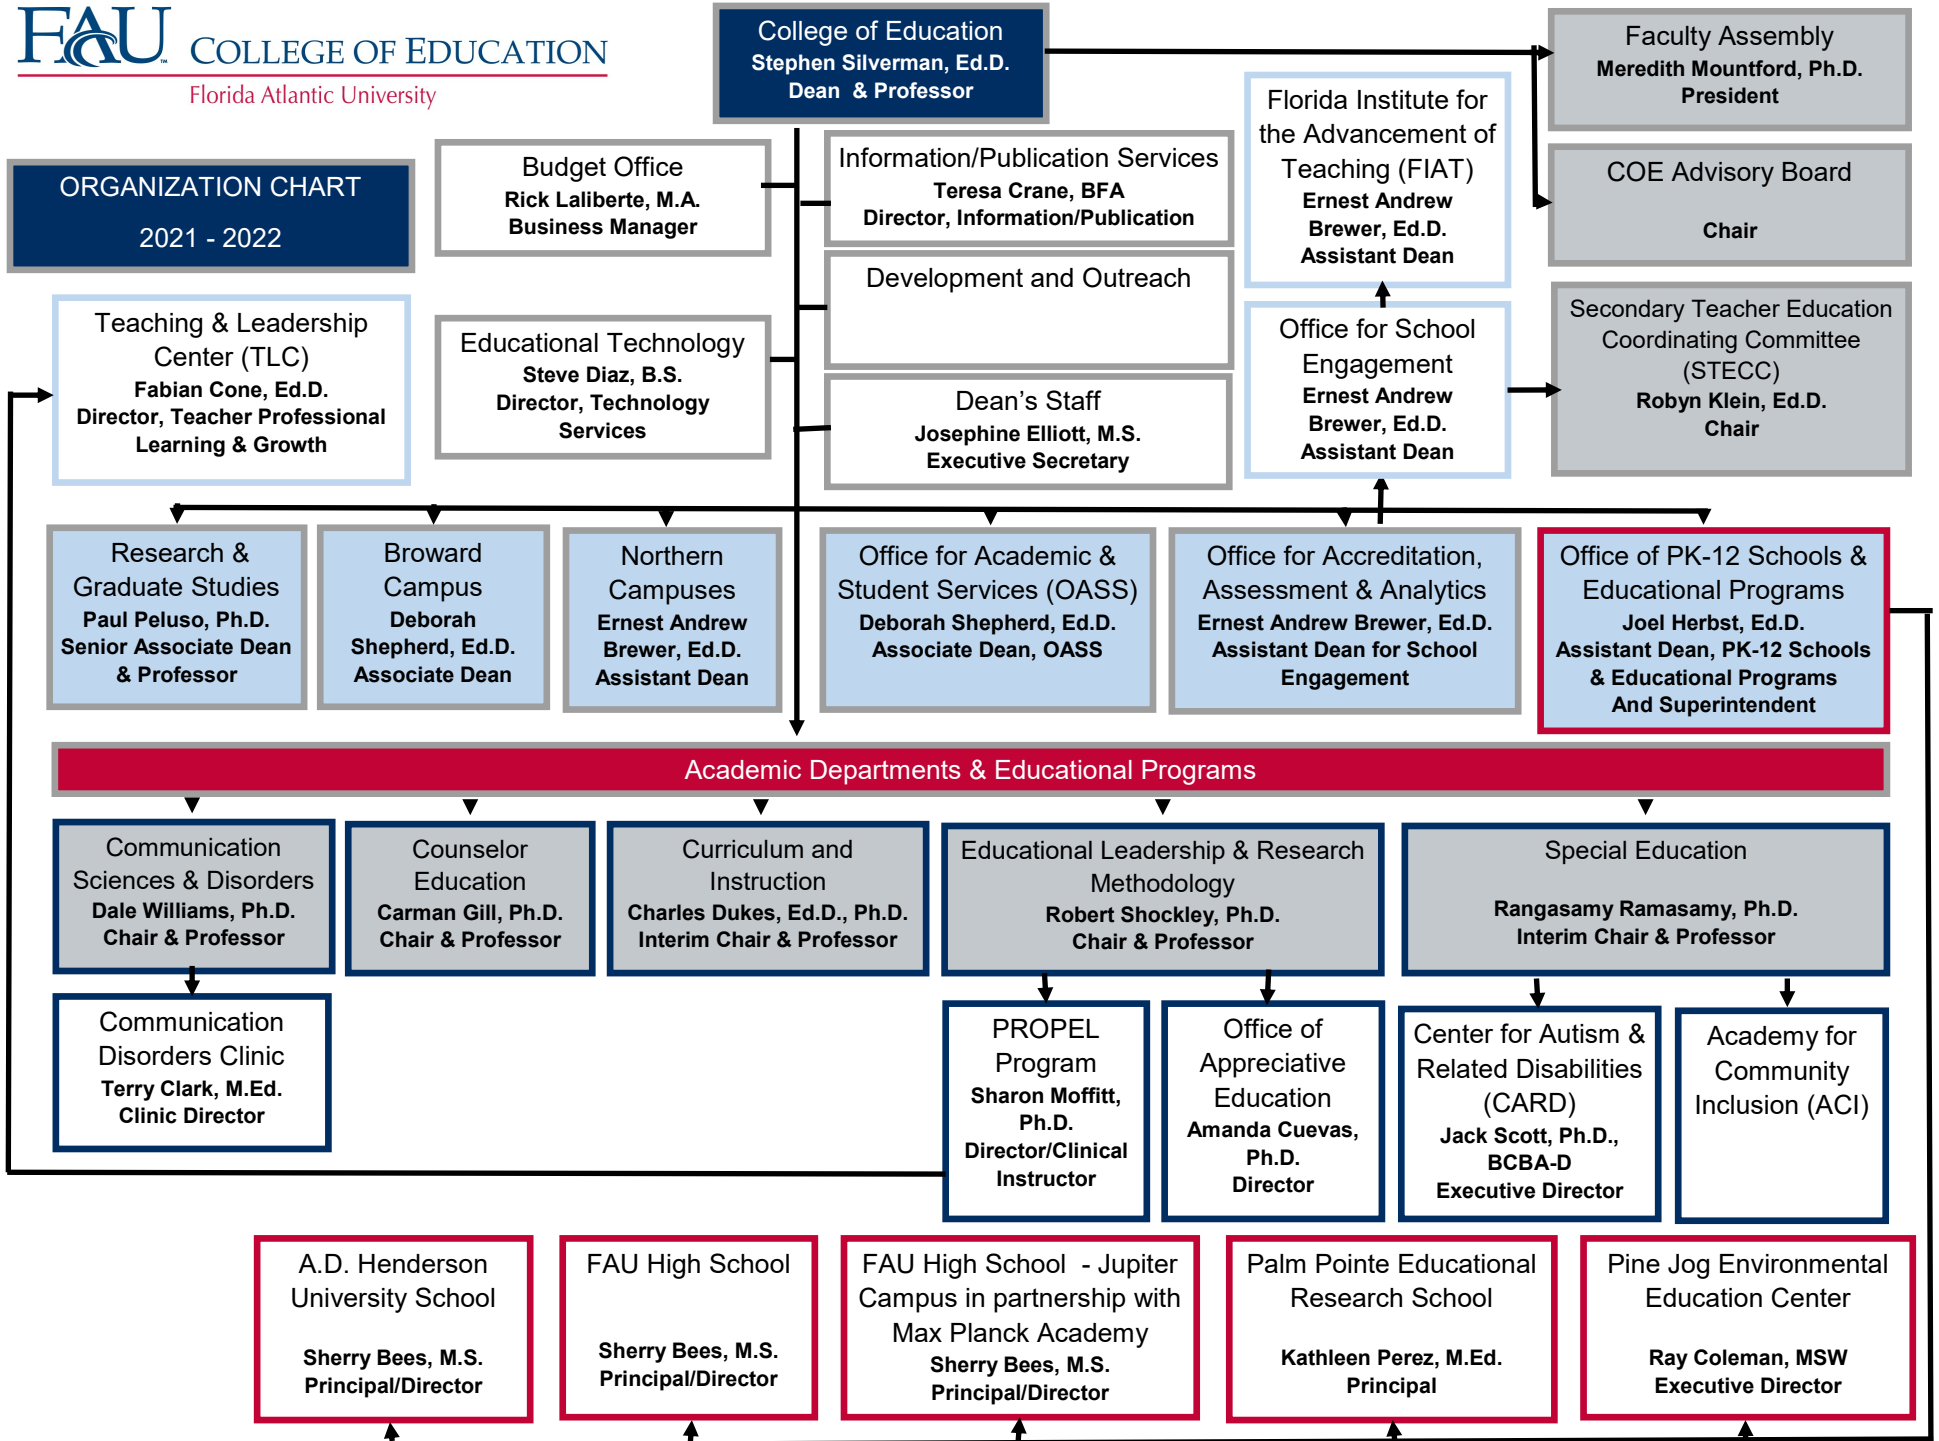 FAU COLLEGE OF EDUCATION
Florida Atlantic University
ORGANIZATION CHART
2021 - 2022
College of Education
Stephen Silverman, Ed.D.
Dean & Professor
Faculty Assembly
Meredith Mountford, Ph.D.
President
COE Advisory Board
Chair
Budget Office
Rick Laliberte, M.A.
Business Manager
Information/Publication Services
Teresa Crane, BFA
Director, Information/Publication
Florida Institute for
the Advancement of
Teaching (FIAT)
Ernest Andrew
Brewer, Ed.D.
Assistant Dean
Development and Outreach
Teaching & Leadership
Center (TLC)
Fabian Cone, Ed.D.
Director, Teacher Professional
Learning & Growth
Educational Technology
Steve Diaz, B.S.
Director, Technology
Services
Dean’s Staff
Josephine Elliott, M.S.
Executive Secretary
Office for School
Engagement
Ernest Andrew
Brewer, Ed.D.
Assistant Dean
Secondary Teacher Education
Coordinating Committee
(STECC)
Robyn Klein, Ed.D.
Chair
Research &
Graduate Studies
Paul Peluso, Ph.D.
Senior Associate Dean
& Professor
Broward
Campus
Deborah
Shepherd, Ed.D.
Associate Dean
Northern
Campuses
Ernest Andrew
Brewer, Ed.D.
Assistant Dean
Office for Academic &
Student Services (OASS)
Deborah Shepherd, Ed.D.
Associate Dean, OASS
Office for Accreditation,
Assessment & Analytics
Ernest Andrew Brewer, Ed.D.
Assistant Dean for School
Engagement
Office of PK-12 Schools &
Educational Programs
Joel Herbst, Ed.D.
Assistant Dean, PK-12 Schools
& Educational Programs
And Superintendent
Academic Departments & Educational Programs
Communication
Sciences & Disorders
Dale Williams, Ph.D.
Chair & Professor
Counselor
Education
Carman Gill, Ph.D.
Chair & Professor
Curriculum and
Instruction
Charles Dukes, Ed.D., Ph.D.
Interim Chair & Professor
Educational Leadership & Research
Methodology
Robert Shockley, Ph.D.
Chair & Professor
Special Education
Rangasamy Ramasamy, Ph.D.
Interim Chair & Professor
Communication
Disorders Clinic
Terry Clark, M.Ed.
Clinic Director
PROPEL
Program
Sharon Moffitt,
Ph.D.
Director/Clinical
Instructor
Office of
Appreciative
Education
Amanda Cuevas,
Ph.D.
Director
Center for Autism &
Related Disabilities
(CARD)
Jack Scott, Ph.D.,
BCBA-D
Executive Director
Academy for
Community
Inclusion (ACI)
A.D. Henderson
University School
Sherry Bees, M.S.
Principal/Director
FAU High School
Sherry Bees, M.S.
Principal/Director
FAU High School - Jupiter
Campus in partnership with
Max Planck Academy
Sherry Bees, M.S.
Principal/Director
Palm Pointe Educational
Research School
Kathleen Perez, M.Ed.
Principal
Pine Jog Environmental
Education Center
Ray Coleman, MSW
Executive Director